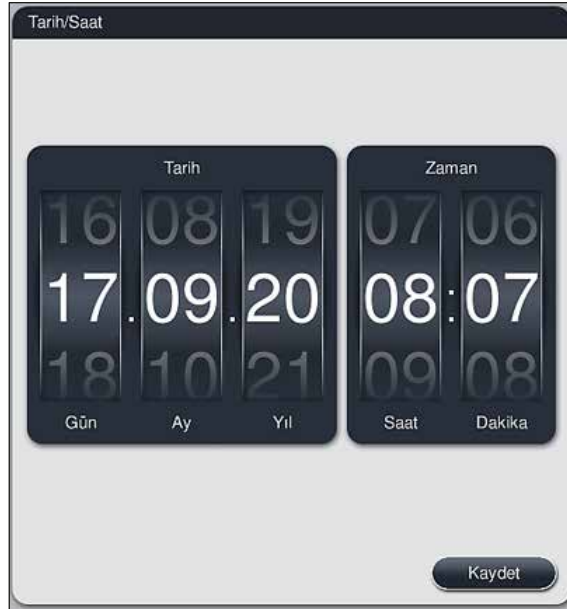 Tarih/Saat
Tarih
Zaman
16 08 19 07 06
17.09.20 08:07
18 10 21 09 08
Gün Ay Yıl Saat Dakika
Kaydet